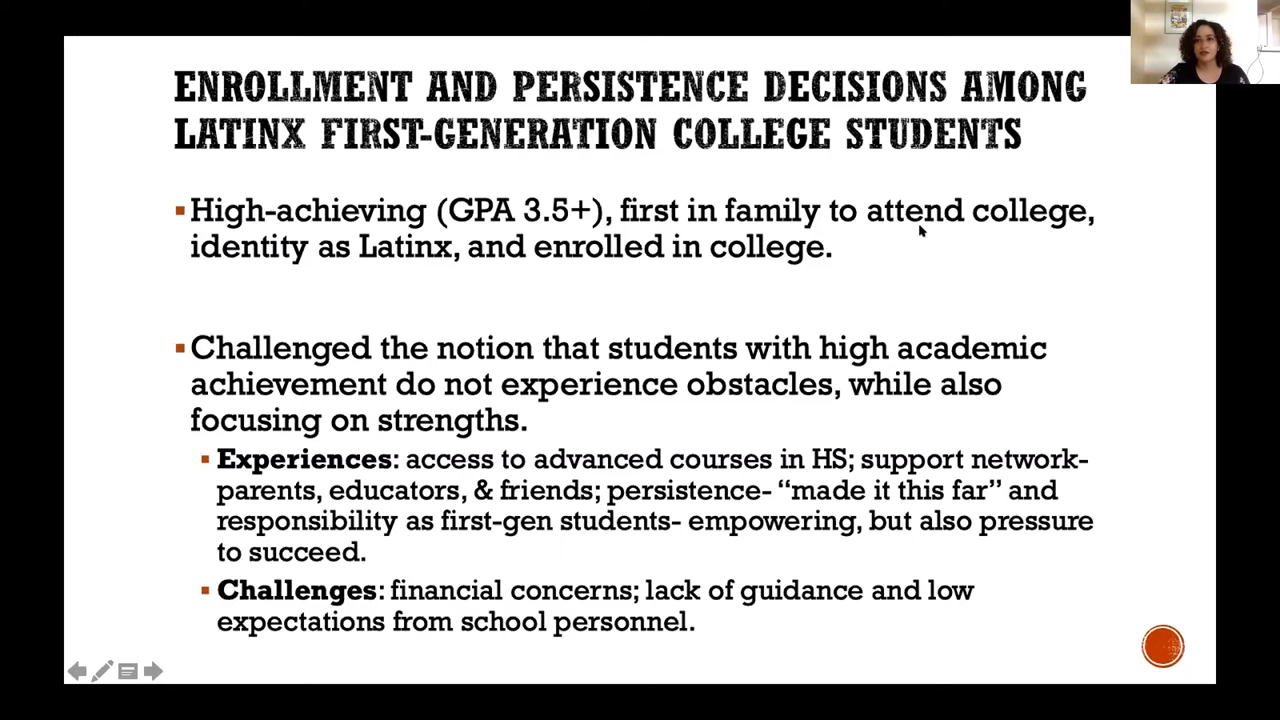 ENROLLMENT AND PERSISTENCE DECISIONS AMONG
LATINX FIRST-GENERATION COLLEGE STUDENTS
▪High-achieving (GPA 3.5+), first in family to attend college,
identity as Latinx, and enrolled in college.
▪Challenged the notion that students with high academic
achievement do not experience obstacles, while also
focusing on strengths.
▪Experiences: access to advanced courses in HS; support network-
parents, educators, & friends; persistence- “made it this far” and
responsibility as first-gen students- empowering, but also pressure
to succeed.
▪Challenges: financial concerns; lack of guidance and low
expectations from school personnel.